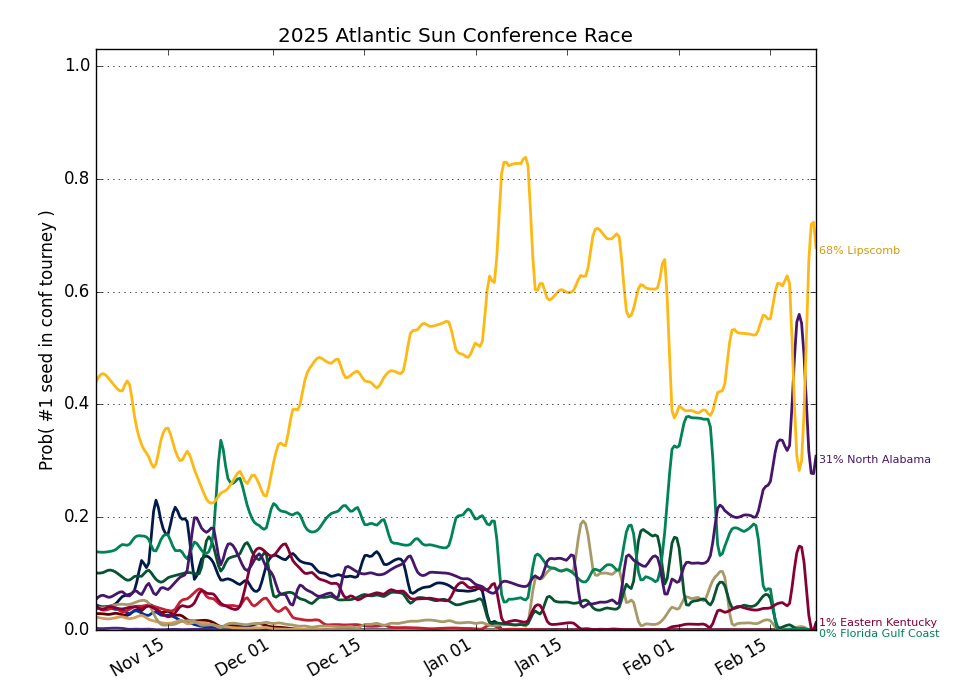 2025 Atlantic Sun Conference Race
Prob( #1 seed in conf tourney )
1.0
0.8
0.6
0.4
0.2
0.0
68% Lipscomb
31% North Alabama
1% Eastern Kentucky
0% Florida Gulf Coast
Nov 15
Dec 01
Dec 15
Jan 01
Jan 15
Feb 01
Feb 15